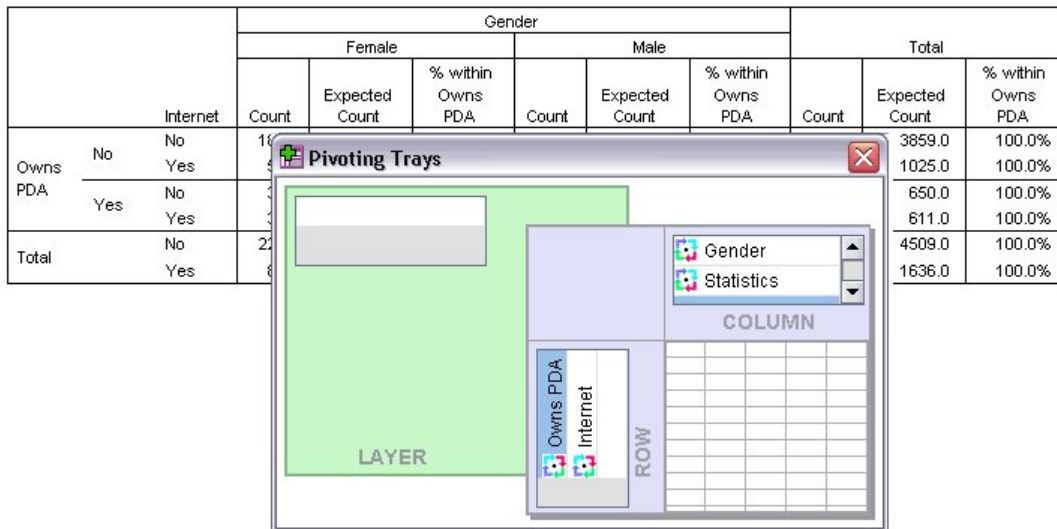 Gender
Female Male Total
% within % within % within
Expected Owns Expected Owns Expected Owns
Internet Count Count PDA Count Count PDA Count Count PDA
Owns PDA No No 3859.0 100.0%
Yes 1025.0 100.0%
Yes No 650.0 100.0%
Yes 611.0 100.0%
Total No 4509.0 100.0%
Yes 1636.0 100.0%
Pivoting Trays
Gender
Statistics
COLUMN
Owns PDA
Internet
ROW
LAYER